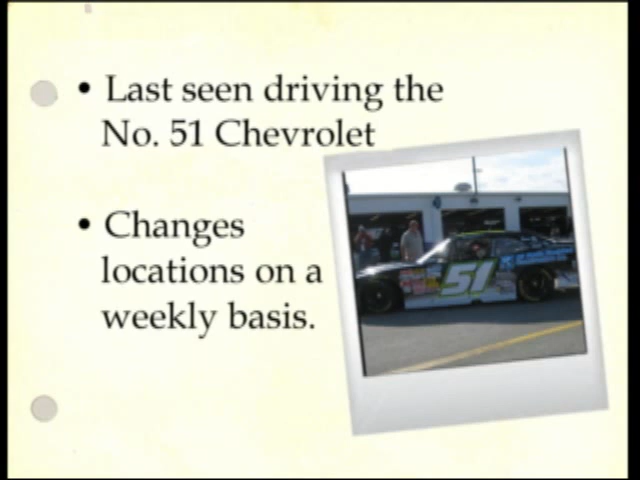 • Last seen driving the
No. 51 Chevrolet
• Changes
locations on a
weekly basis.
51